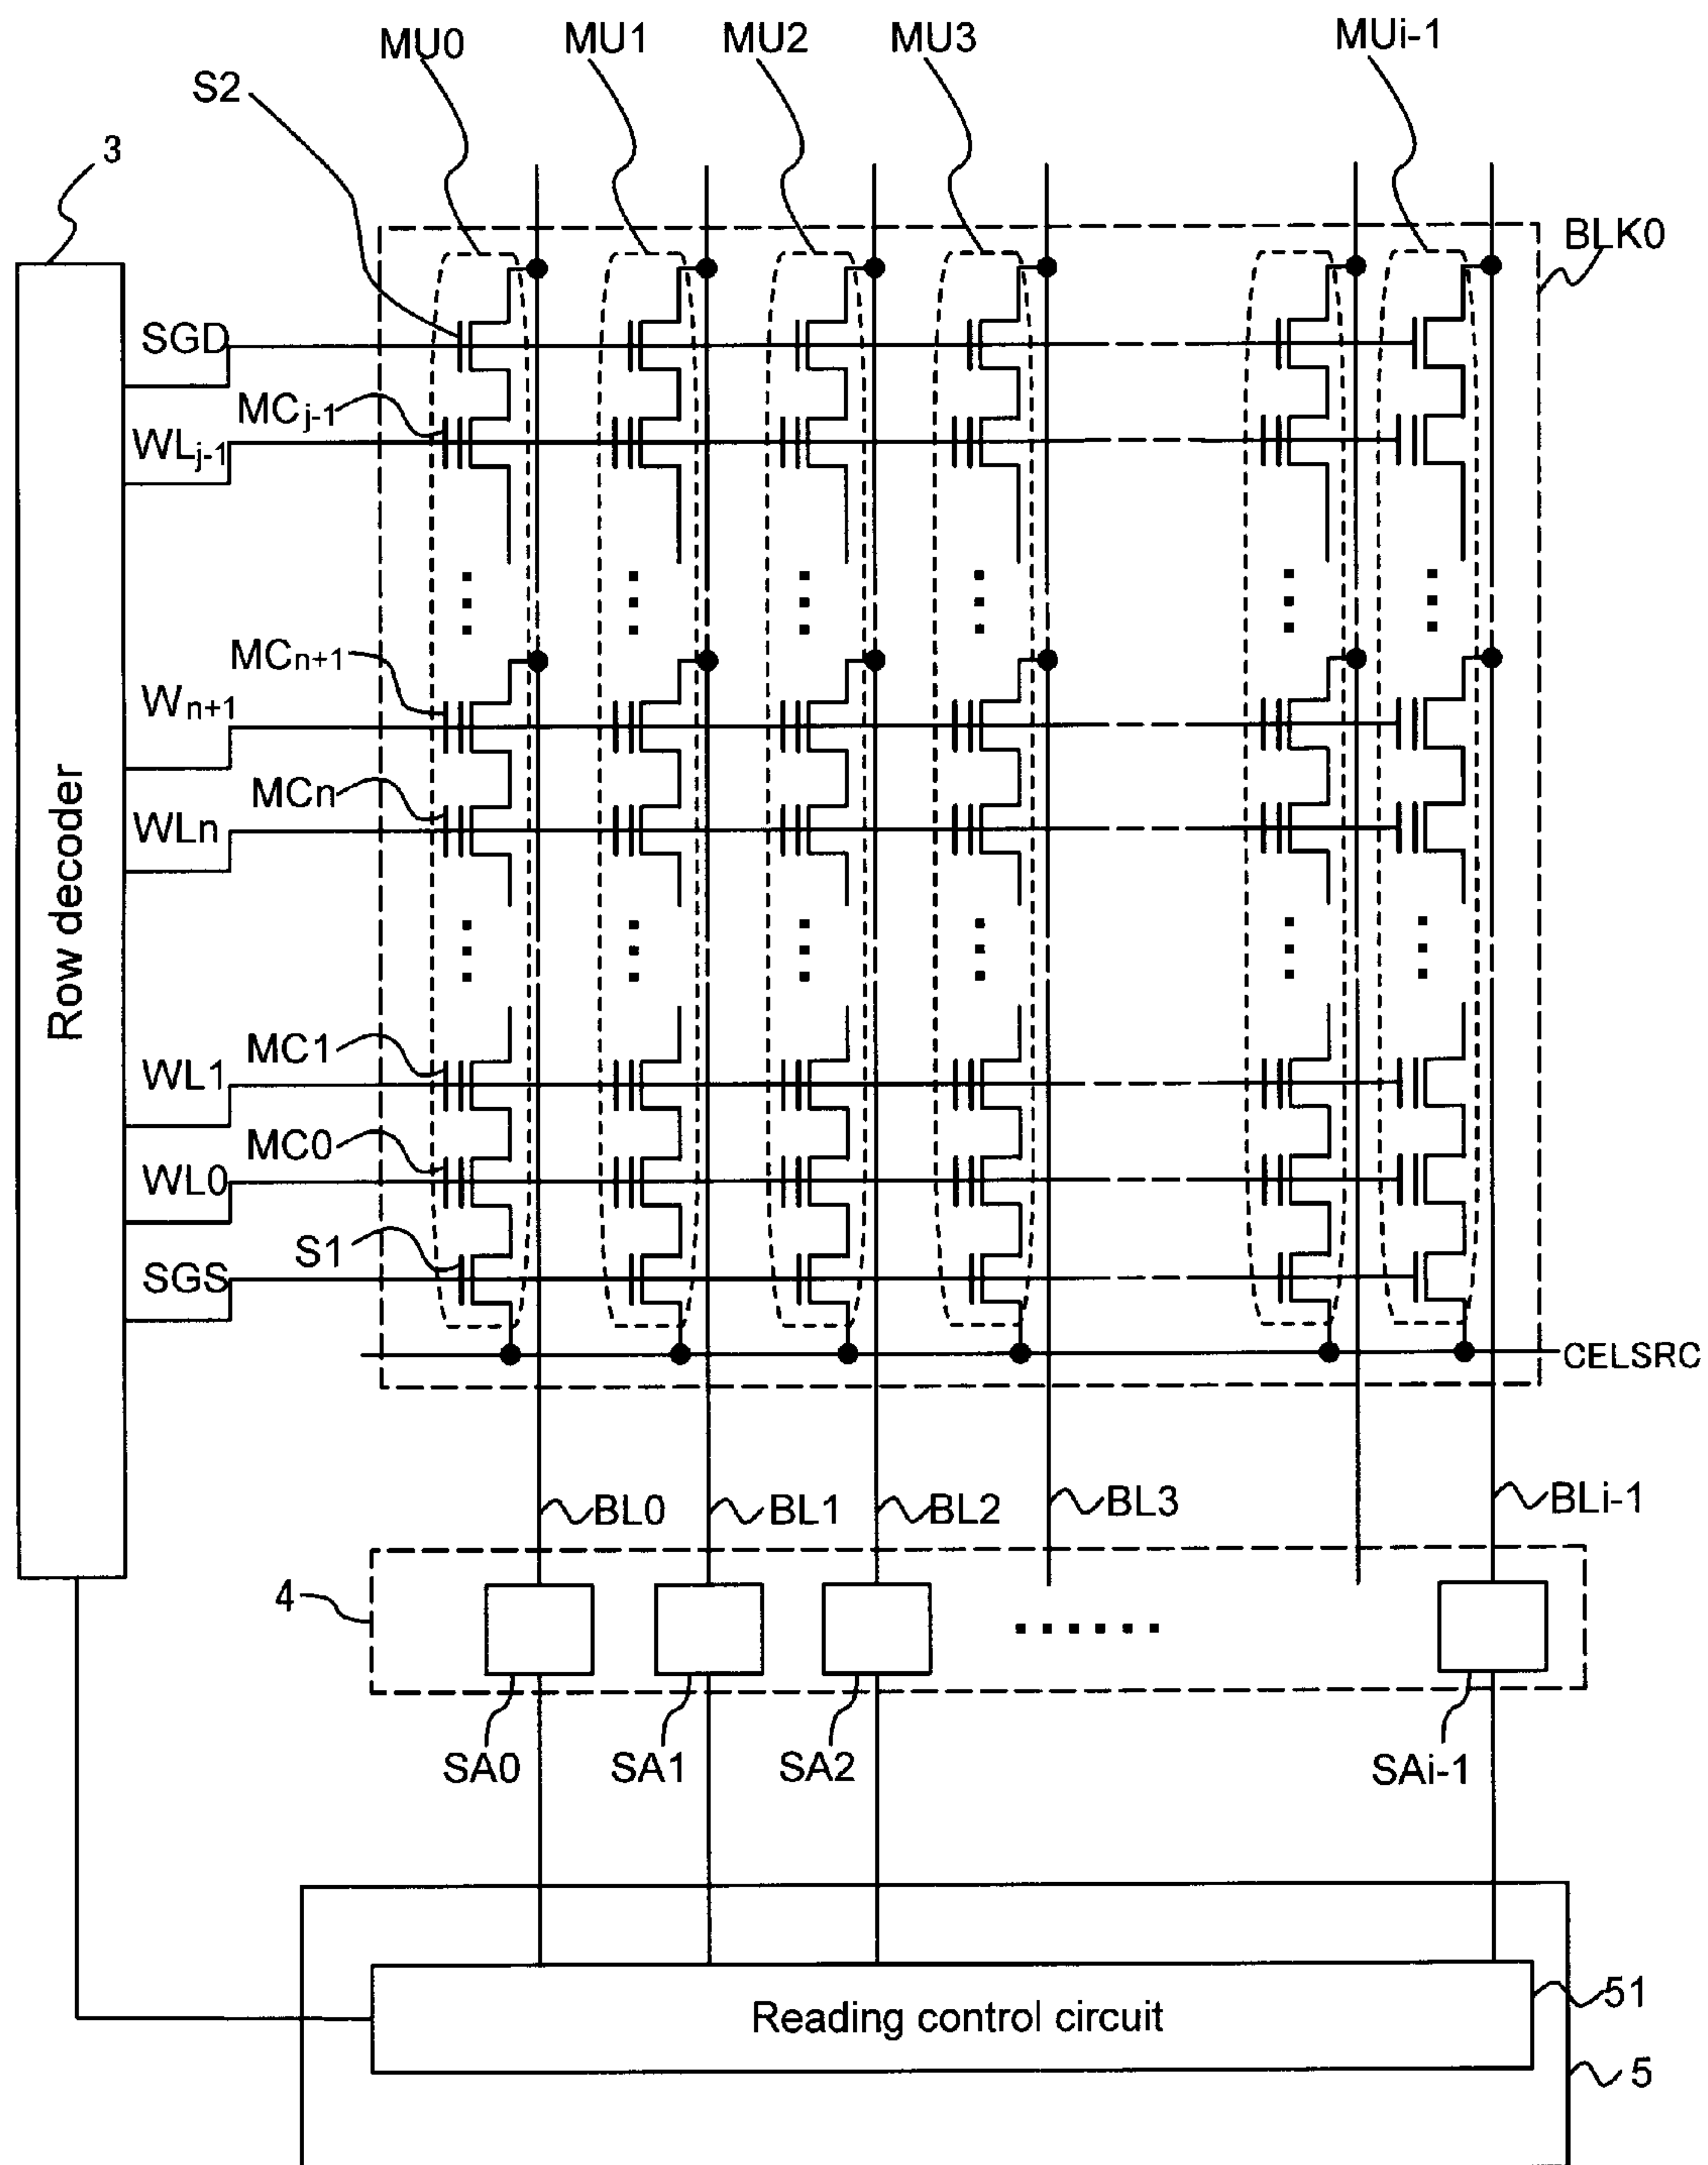 MU0 MU1 MU2 MU3 MUi-1
S2
3
BLK0
SGD
MCj-1
WLj-1
MCn+1
Wn+1
MCn
WLn
Row decoder
MC1
WL1
MC0
WL0
S1
SGS
CELSRC
BL0 BL1 BL2 BL3 BLi-1
4
SA0 SA1 SA2 SAi-1
51
Reading control circuit
5